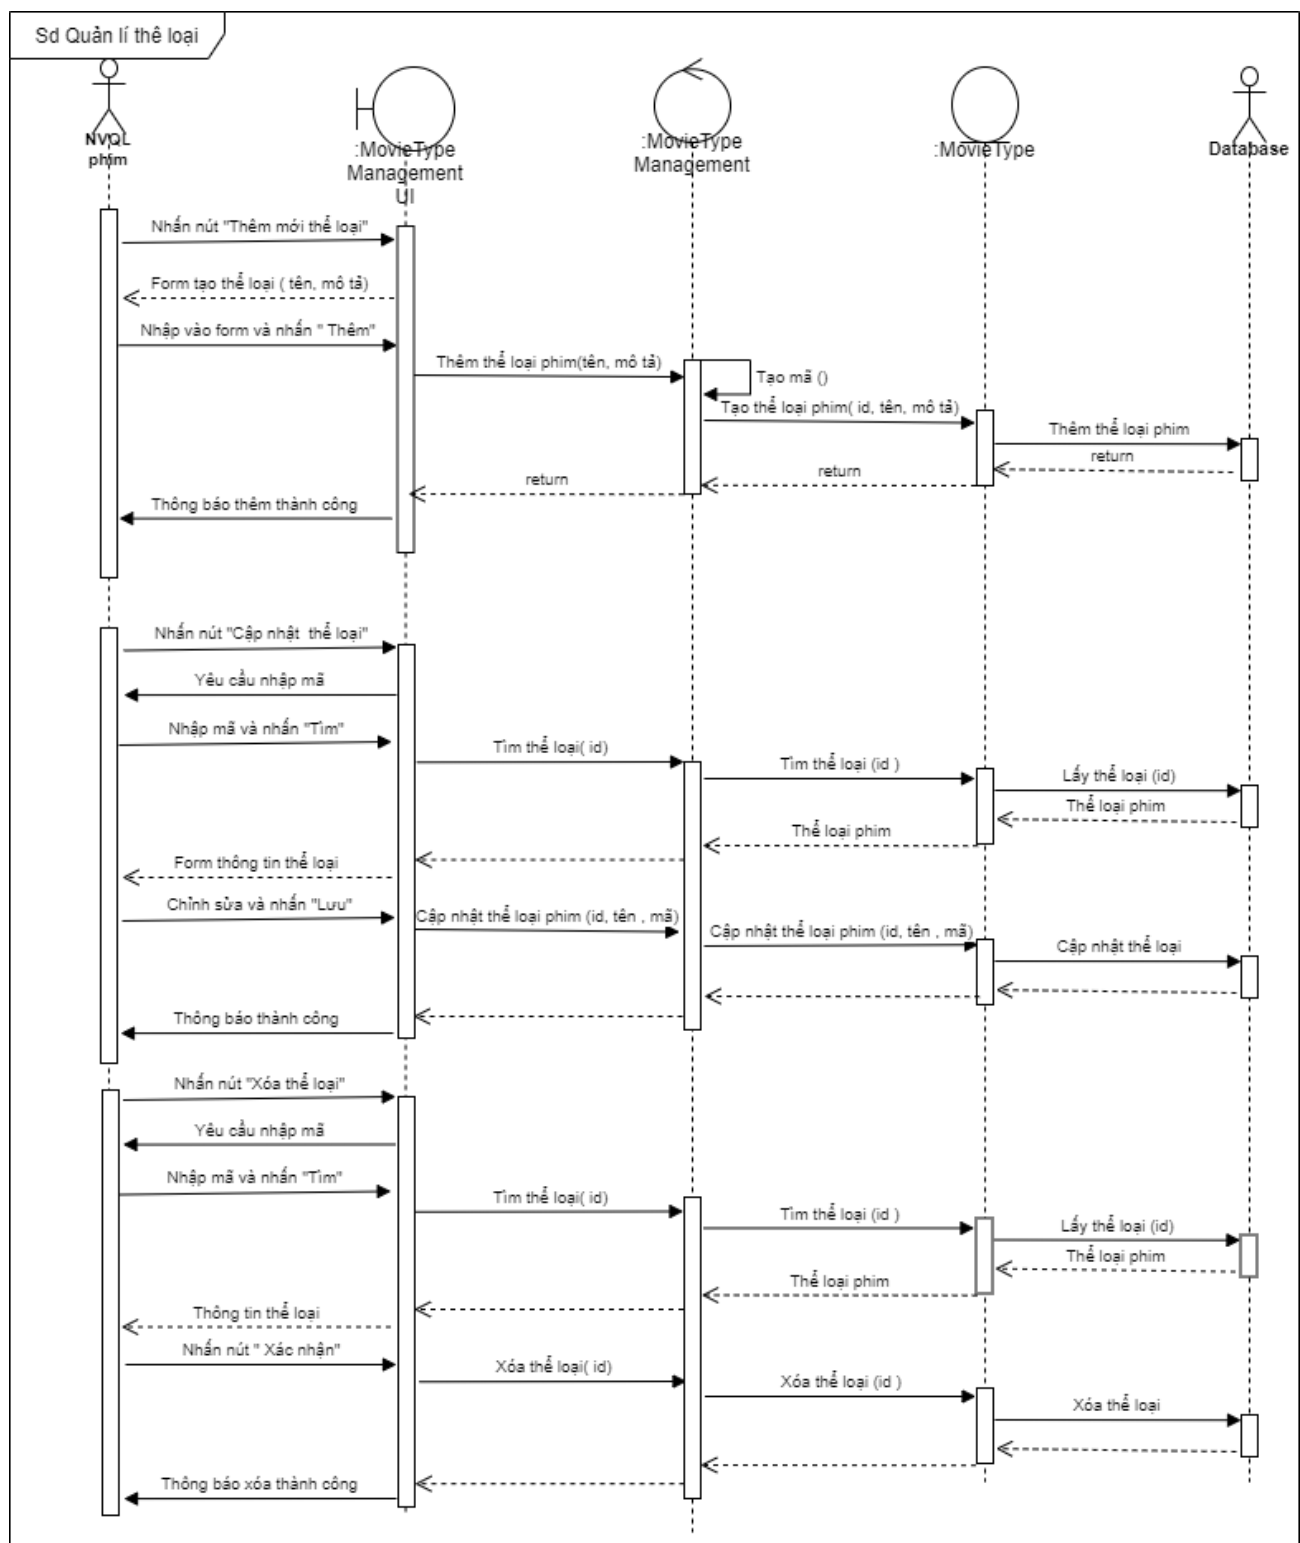 Sd Quản lí thê loại
NVQL
phim
:MovieType
Management
UI
:MovieType
Management
:MovieType
Database
Nhấn nút "Thêm mới thể loại"
Form tạo thể loại ( tên, mô tả)
Nhập vào form và nhấn " Thêm"
Thêm thể loại phim(tên, mô tả)
Tạo mã ()
Tạo thể loại phim( id, tên, mô tả)
Thêm thể loại phim
return
return
return
Thông báo thêm thành công
Nhấn nút "Cập nhật  thể loại"
Yêu cầu nhập mã
Nhập mã và nhấn "Tìm"
Tìm thể loại( id)
Tìm thể loại (id )
Lấy thể loại (id)
Thể loại phim
Thể loại phim
Form thông tin thể loại
Chỉnh sửa và nhấn "Lưu"
Cập nhật thể loại phim (id, tên , mã)
Cập nhật thể loại phim (id, tên , mã)
Cập nhật thể loại
Thông báo thành công
Nhấn nút "Xóa thể loại"
Yêu cầu nhập mã
Nhập mã và nhấn "Tìm"
Tìm thể loại( id)
Tìm thể loại (id )
Lấy thể loại (id)
Thể loại phim
Thể loại phim
Thông tin thể loại
Nhấn nút " Xác nhận"
Xóa thể loại( id)
Xóa thể loại (id )
Xóa thể loại
Thông báo xóa thành công